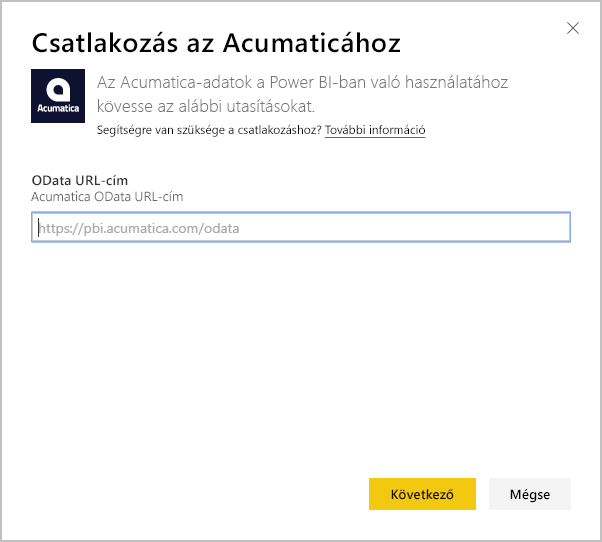 Csatlakozás az Acumaticához
Acumatica
Az Acumatica-adatok a Power BI-ban való használatához
kövesse az alábbi utasításokat.
Segítségre van szüksége a csatlakozáshoz? További információ
OData URL-cím
Acumatica OData URL-cím
https://pbi.acumatica.com/odata
Következő
Mégse